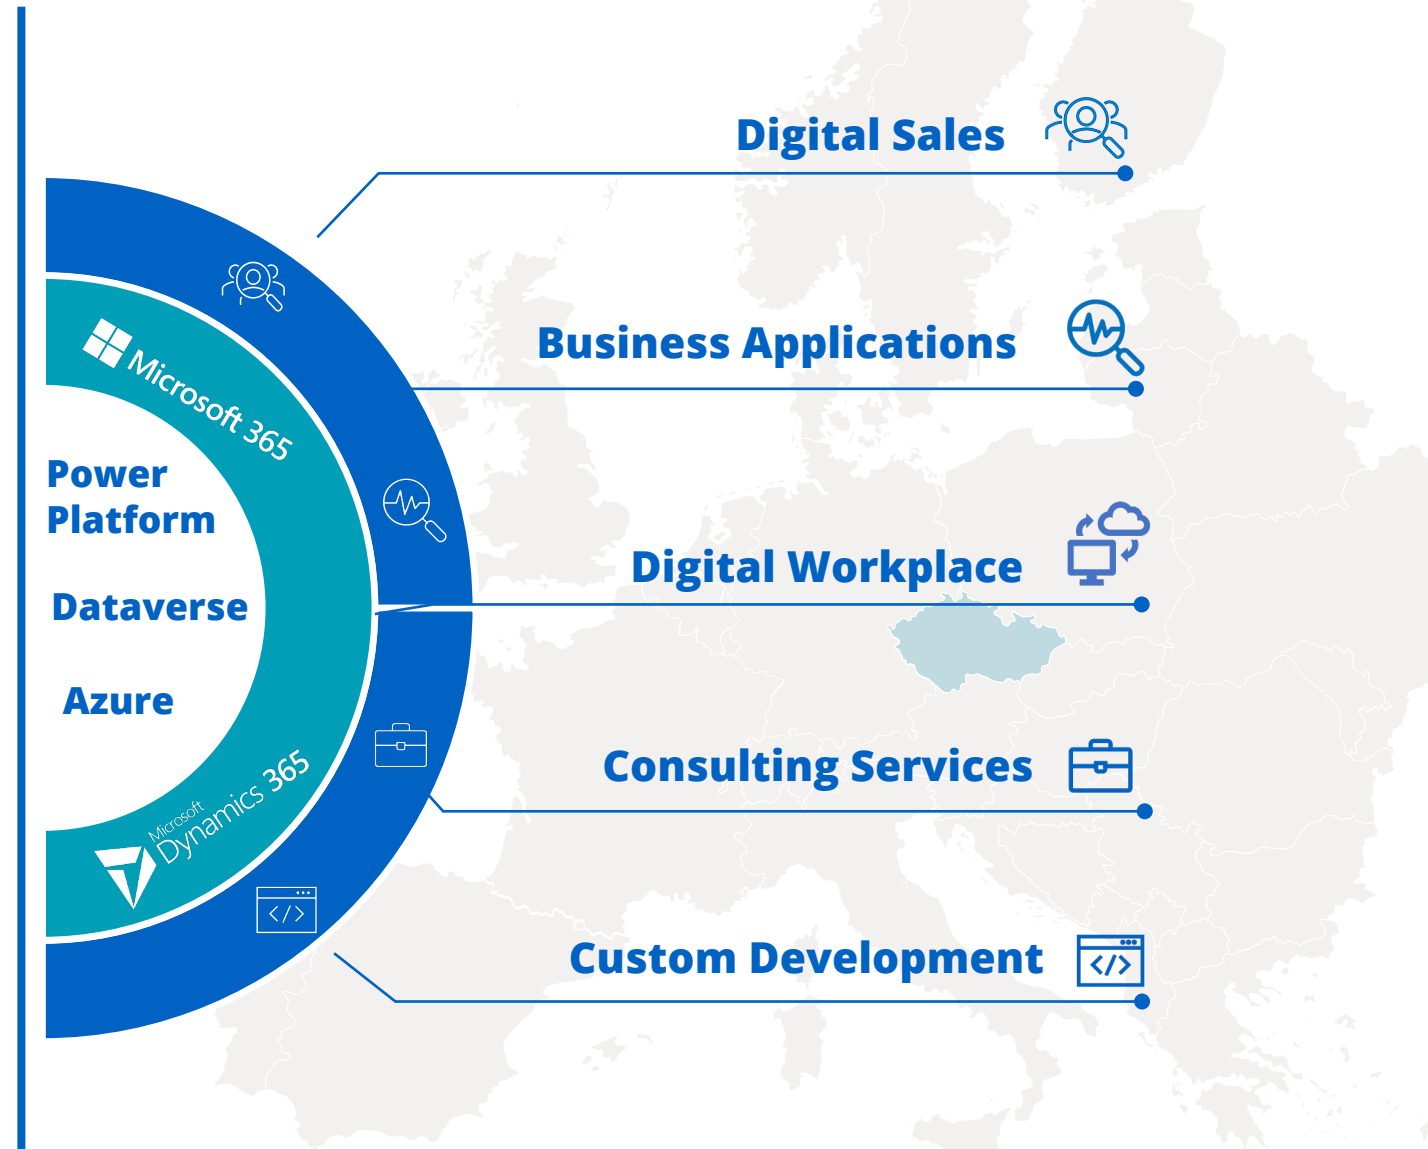 Digital Sales
Business Applications
Microsoft 365
Power
Platform
Digital Workplace
Dataverse
Azure
Consulting Services
Microsoft
Dynamics 365
</>
Custom Development
</>